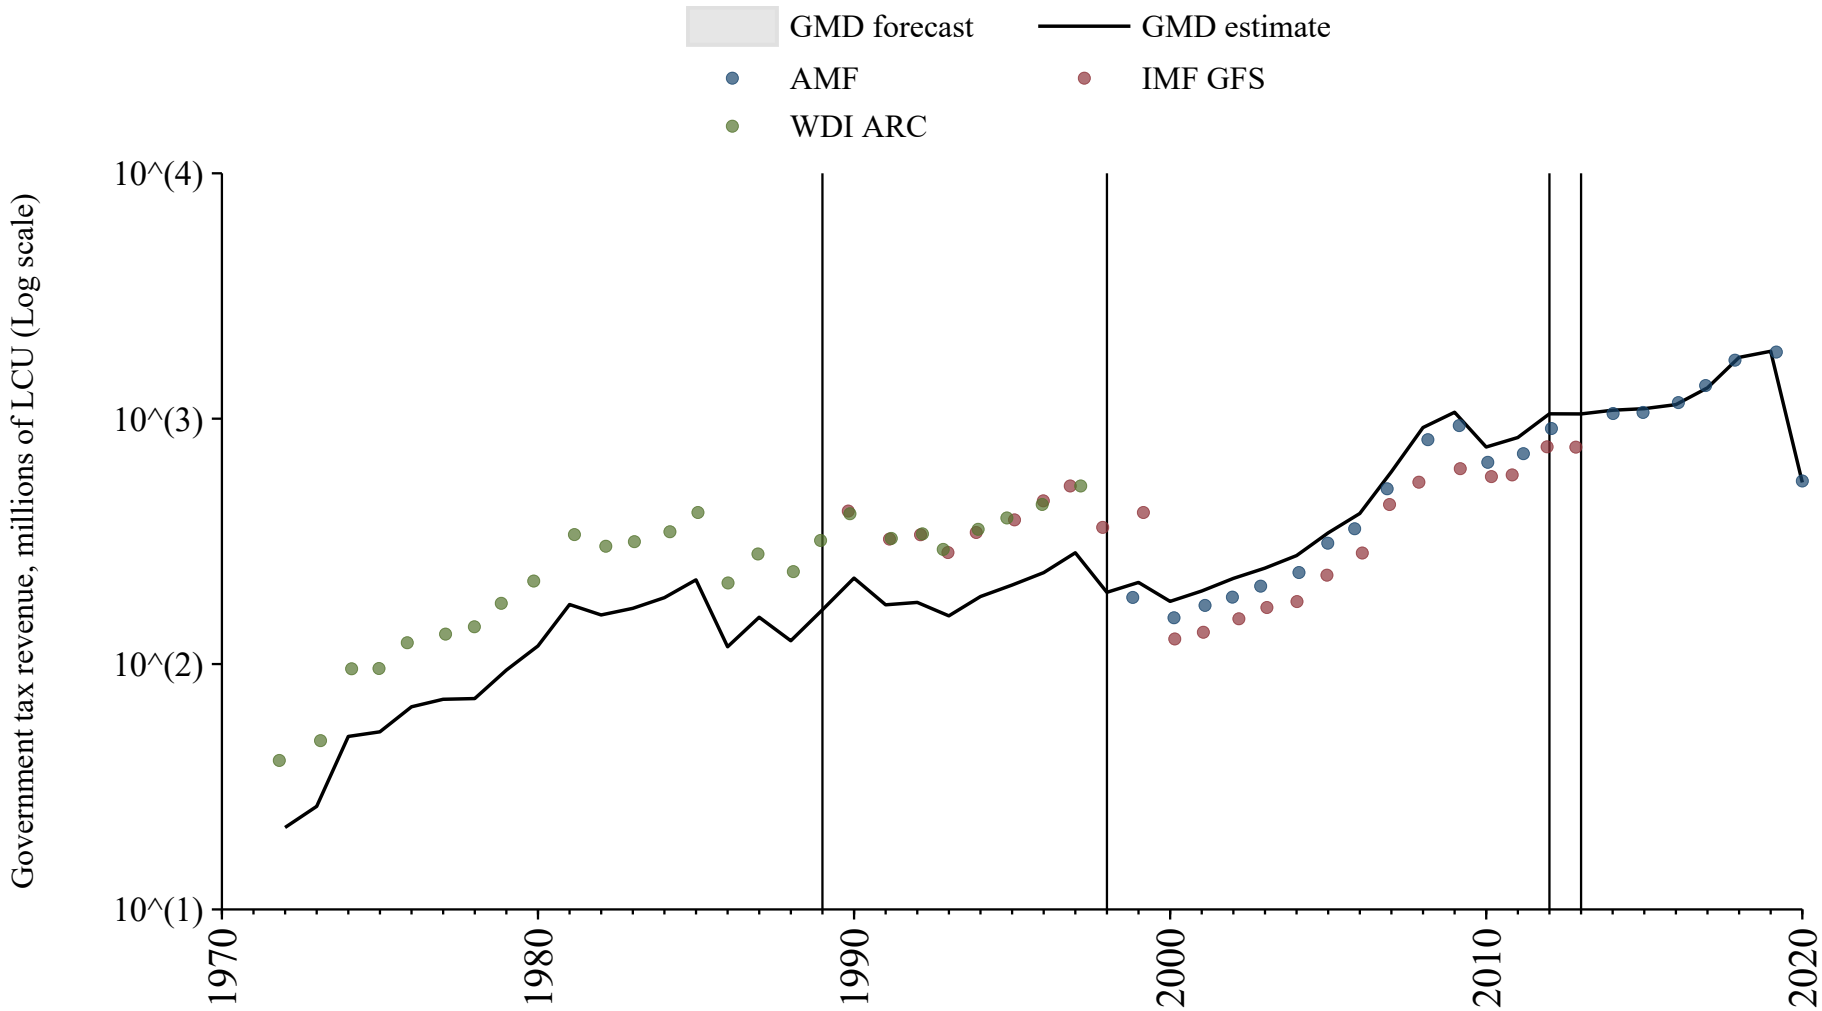 GMD forecast
GMD estimate
AMF
IMF GFS
WDI ARC
Government tax revenue, millions of LCU (Log scale)
10^(4)
10^(3)
10^(2)
10^(1)
1970
1980
1990
2000
2010
2020